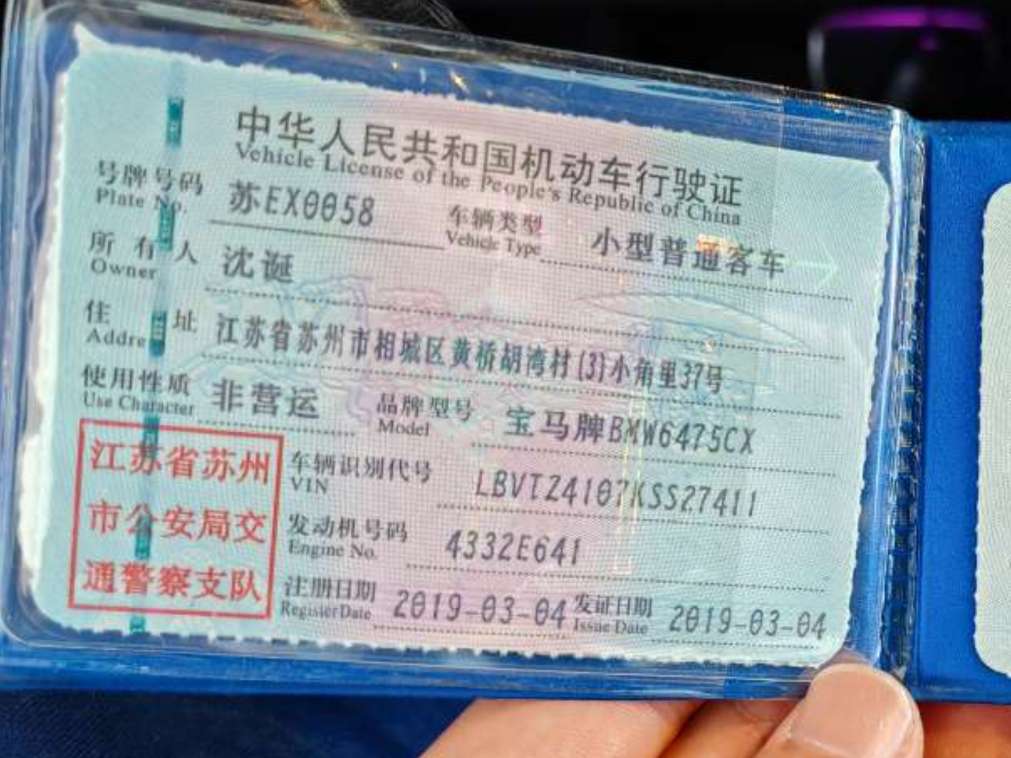 中华人民共和国机动车行驶证
Vehicle License of the People's Republic of China
号牌号码 苏EX0058 车辆类型 小型普通客车
Plate No. Vehicle Type
所有人 沈诞
Owner
住址 江苏省苏州市相城区黄桥胡湾村(3)小角里37号
Addre
使用性质 非营运 品牌型号 宝马牌BMW6475CX
Use Character Model
江苏省苏州
市公安局交
通警察支队
车辆识别代号 LBVTZ4107KSS27411
VIN
发动机号码 4332E641
Engine No.
注册日期 2019-03-04 发证日期 2019-03-04
Register Date Issue Date